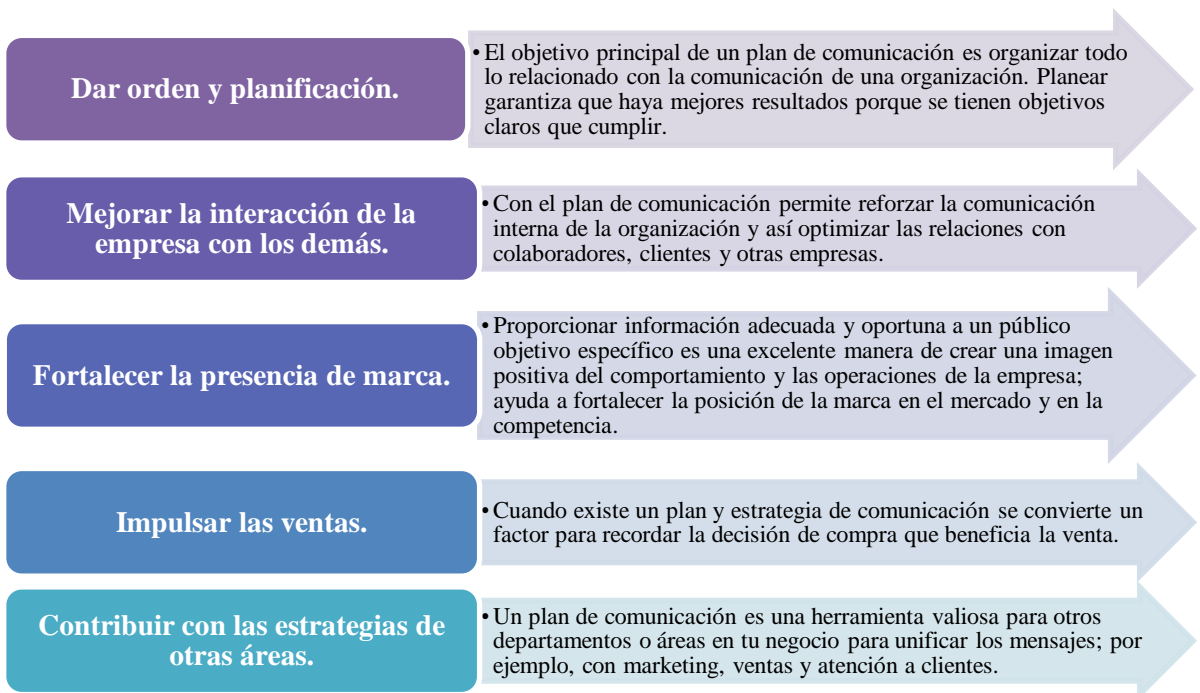 Dar orden y planificación.
• El objetivo principal de un plan de comunicación es organizar todo
lo relacionado con la comunicación de una organización. Planear
garantiza que haya mejores resultados porque se tienen objetivos
claros que cumplir.
Mejorar la interacción de la
empresa con los demás.
• Con el plan de comunicación permite reforzar la comunicación
interna de la organización y así optimizar las relaciones con
colaboradores, clientes y otras empresas.
Fortalecer la presencia de marca.
• Proporcionar información adecuada y oportuna a un público
objetivo específico es una excelente manera de crear una imagen
positiva del comportamiento y las operaciones de la empresa;
ayuda a fortalecer la posición de la marca en el mercado y en la
competencia.
Impulsar las ventas.
• Cuando existe un plan y estrategia de comunicación se convierte un
factor para recordar la decisión de compra que beneficia la venta.
Contribuir con las estrategias de
otras áreas.
• Un plan de comunicación es una herramienta valiosa para otros
departamentos o áreas en tu negocio para unificar los mensajes; por
ejemplo, con marketing, ventas y atención a clientes.